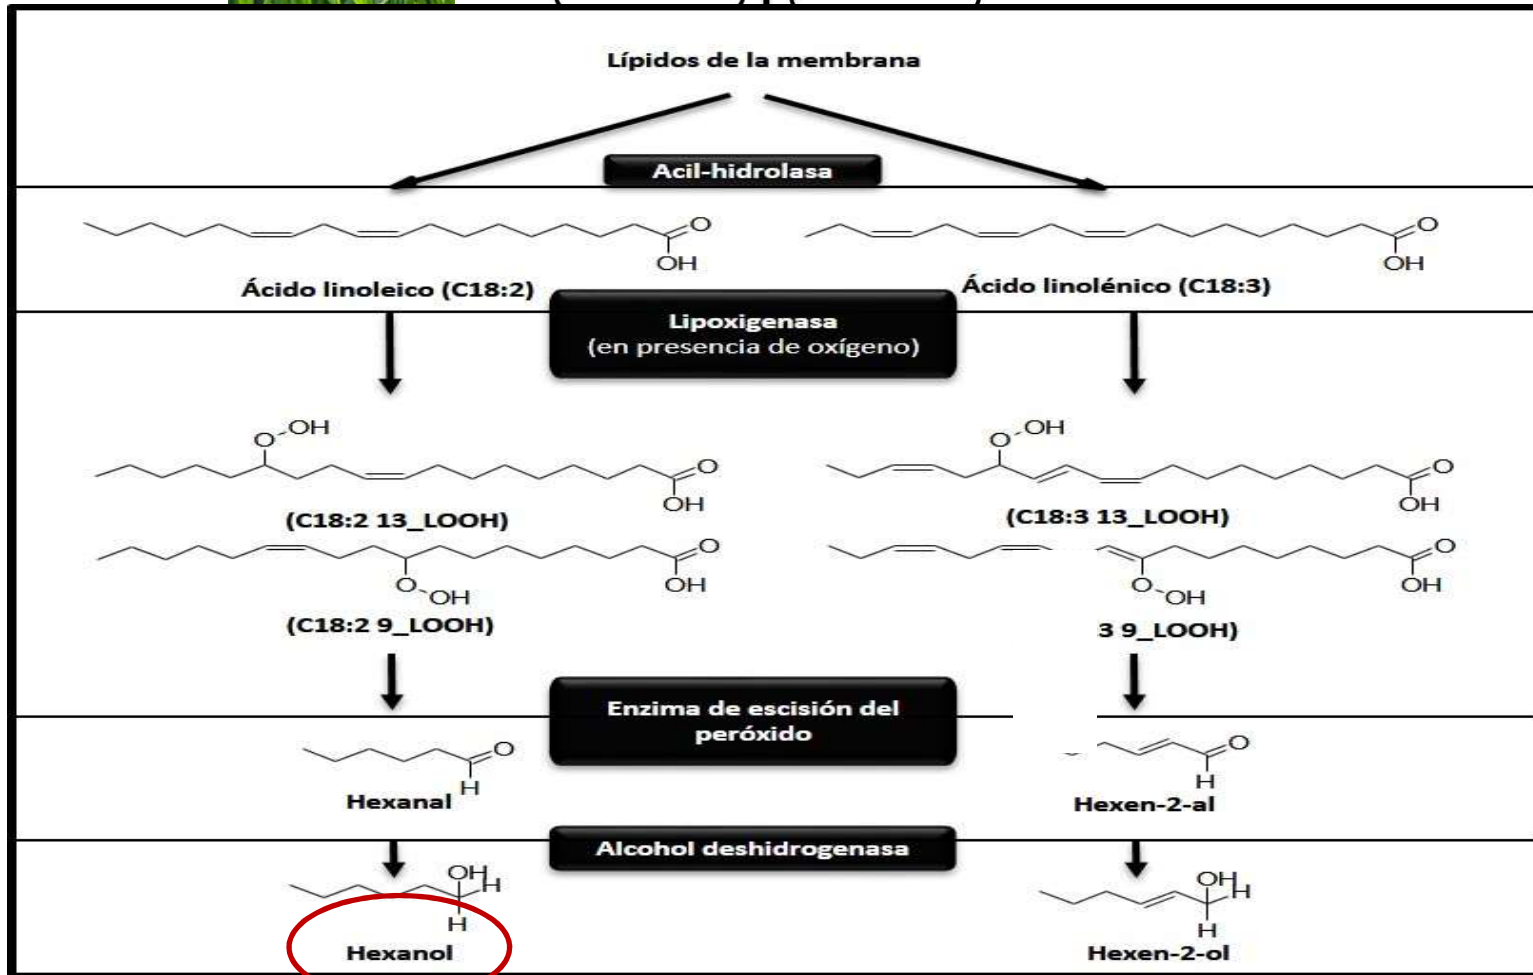 Lípidos de la membrana
Acil-hidrolasa
O
OH
O
OH
Ácido linoleico (C18:2)
Ácido linolénico (C18:3)
Lipoxigenasa
(en presencia de oxígeno)
O-OH
O
OH
O-OH
O
OH
(C18:2 13_LOOH)
(C18:3 13_LOOH)
O
OH
O-OH
O
OH
O-OH
(C18:2 9_LOOH)
3 9_LOOH)
Enzima de escisión del
peróxido
O
H
O
H
Hexanal
Hexen-2-al
Alcohol deshidrogenasa
OH
H
H
OH
H
H
Hexanol
Hexen-2-ol